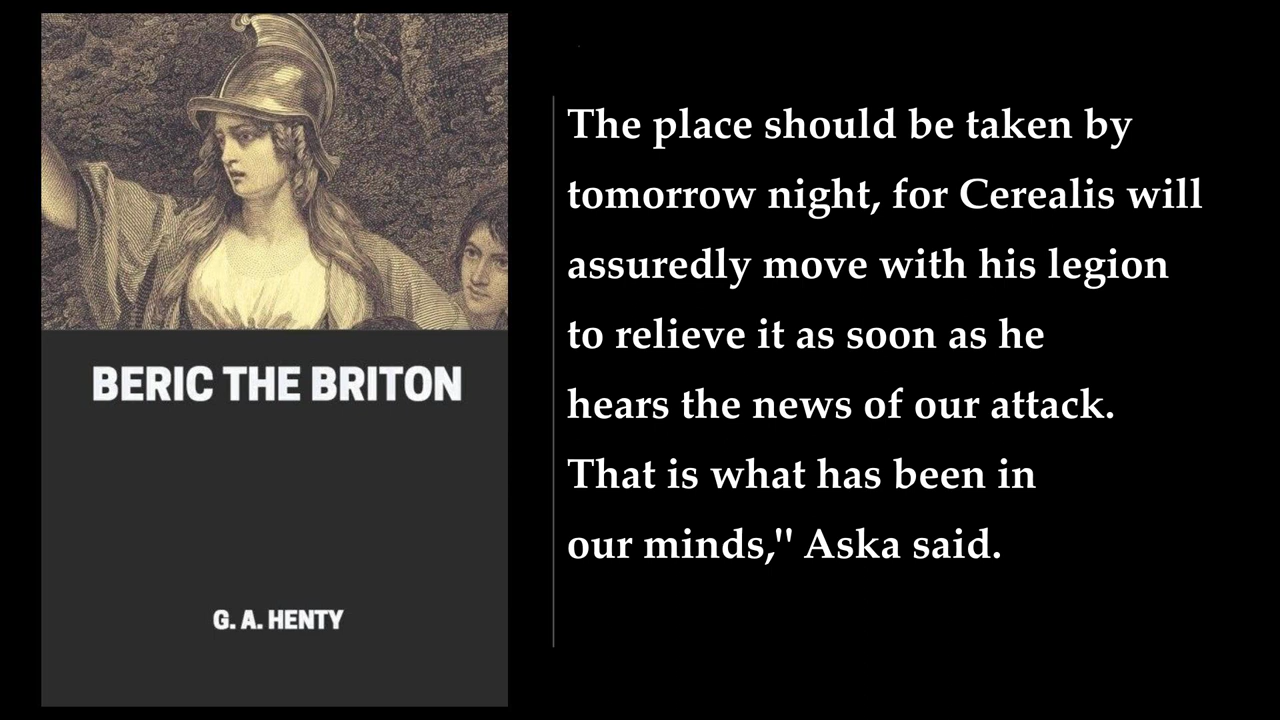 BERIC THE BRITON
G. A. HENTY
The place should be taken by
tomorrow night, for Cerealis will
assuredly move with his legion
to relieve it as soon as he
hears the news of our attack.
That is what has been in
our minds," Aska said.